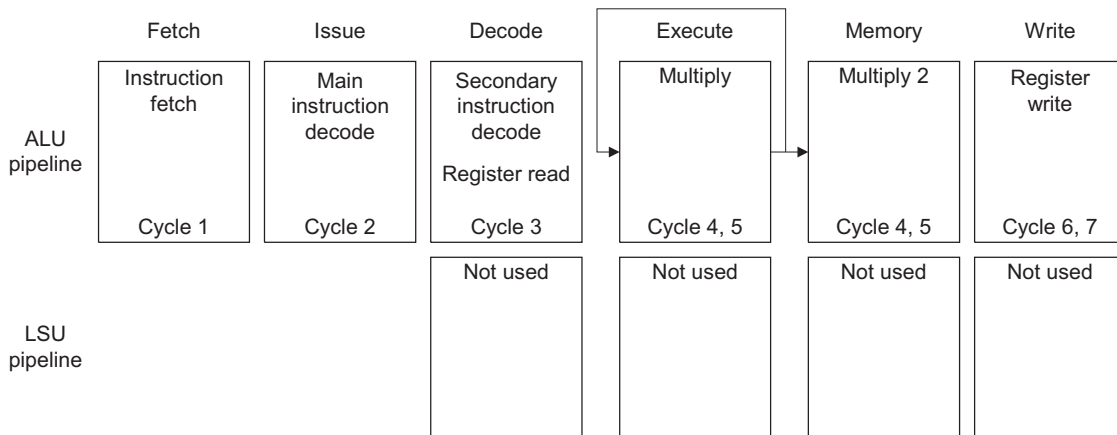 Fetch
Issue
Decode
Execute
Memory
Write
ALU
pipeline
Instruction
fetch
Cycle 1
Main
instruction
decode
Cycle 2
Secondary
instruction
decode
Register read
Cycle 3
Multiply
Cycle 4, 5
Multiply 2
Cycle 4, 5
Register
write
Cycle 6, 7
LSU
pipeline
Not used
Not used
Not used
Not used